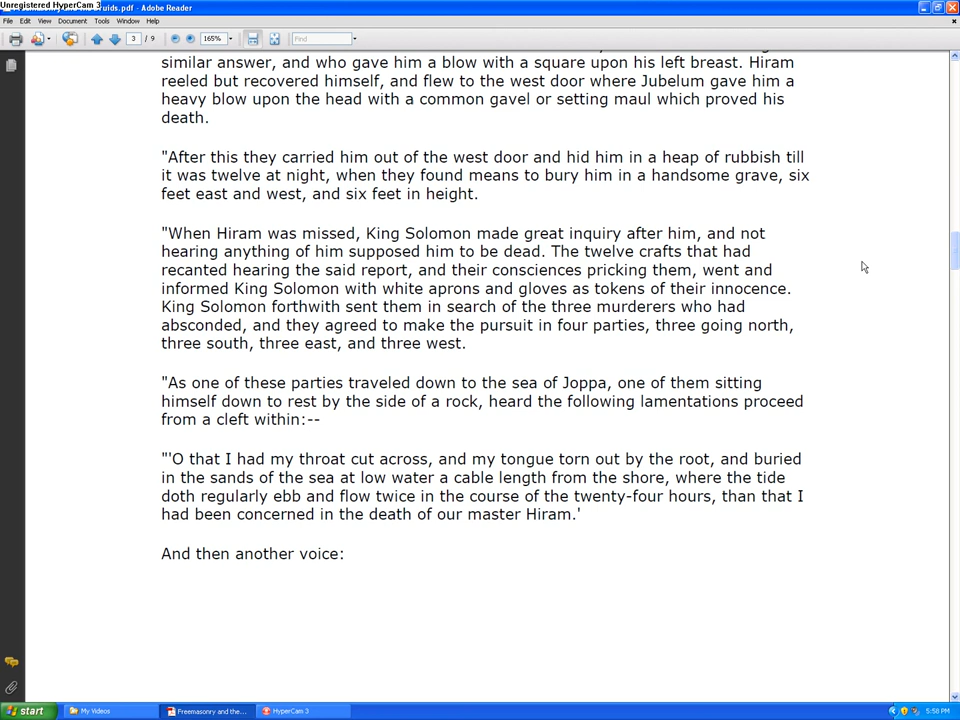 Unregistered HyperCam 3
uids.pdf - Adobe Reader
File Edit View Document Tools Window Help
3 / 9 165% Find
similar answer, and who gave him a blow with a square upon his left breast. Hiram
reeled but recovered himself, and flew to the west door where Jubelum gave him a
heavy blow upon the head with a common gavel or setting maul which proved his
death.
"After this they carried him out of the west door and hid him in a heap of rubbish till
it was twelve at night, when they found means to bury him in a handsome grave, six
feet east and west, and six feet in height.
"When Hiram was missed, King Solomon made great inquiry after him, and not
hearing anything of him supposed him to be dead. The twelve crafts that had
recanted hearing the said report, and their consciences pricking them, went and
informed King Solomon with white aprons and gloves as tokens of their innocence.
King Solomon forthwith sent them in search of the three murderers who had
absconded, and they agreed to make the pursuit in four parties, three going north,
three south, three east, and three west.
"As one of these parties traveled down to the sea of Joppa, one of them sitting
himself down to rest by the side of a rock, heard the following lamentations proceed
from a cleft within:--
"'O that I had my throat cut across, and my tongue torn out by the root, and buried
in the sands of the sea at low water a cable length from the shore, where the tide
doth regularly ebb and flow twice in the course of the twenty-four hours, than that I
had been concerned in the death of our master Hiram.'
And then another voice:
start My Videos Freemasonry and the... HyperCam 3 5:58 PM